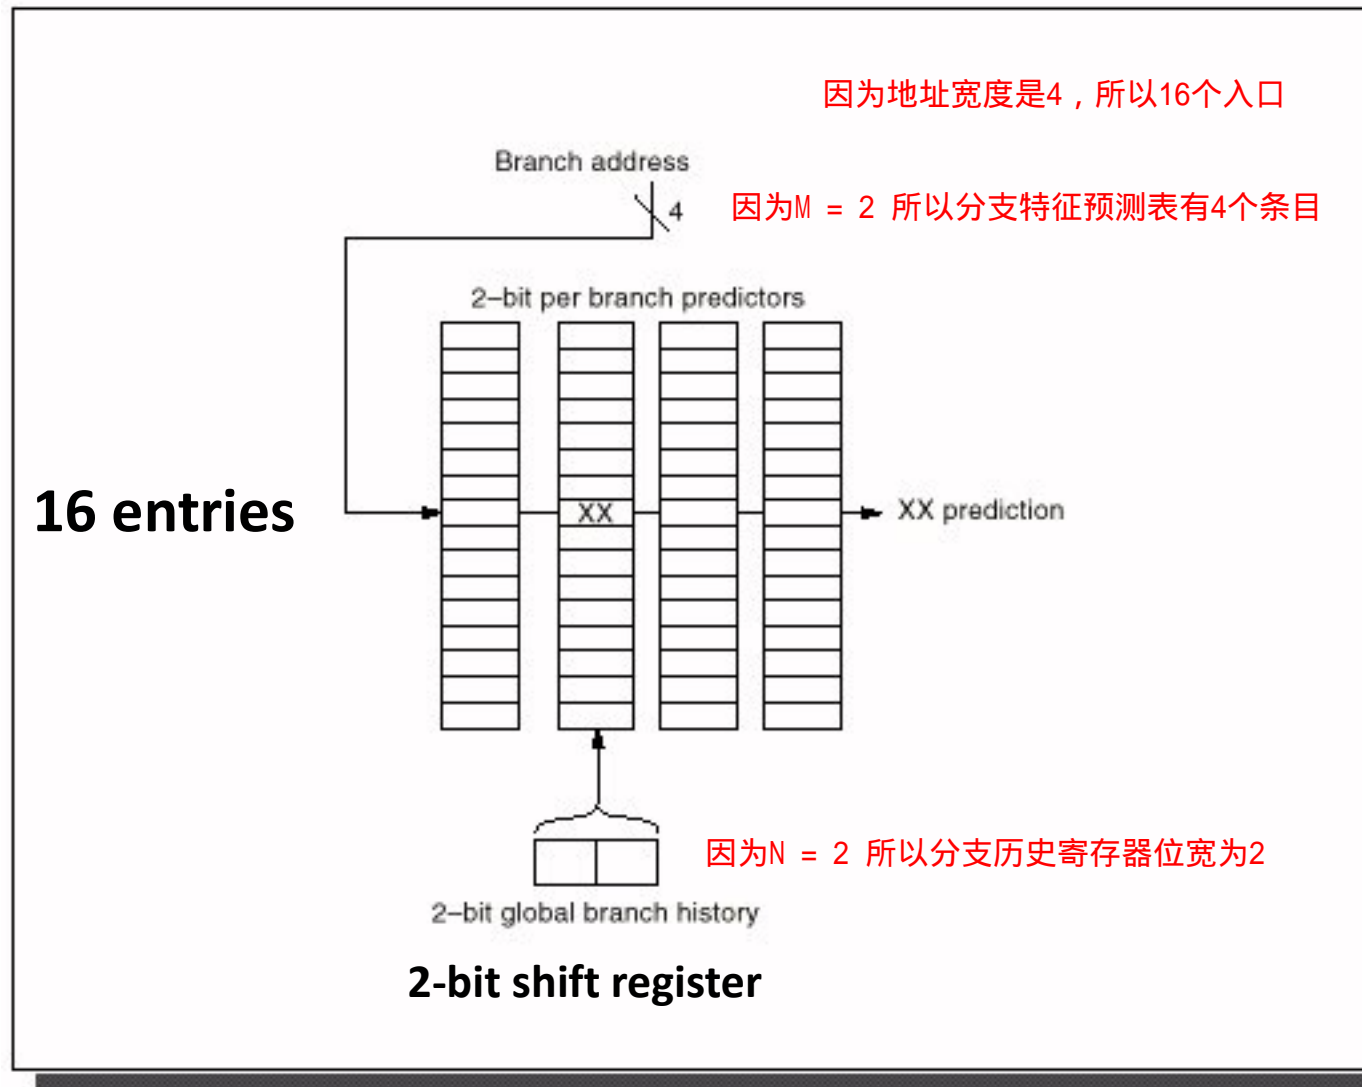 因为地址宽度是4，所以16个入口
Branch address
4
因为M = 2 所以分支特征预测表有4个条目
2-bit per branch predictors
16 entries
XX
XX prediction
因为N = 2 所以分支历史寄存器位宽为2
2-bit global branch history
2-bit shift register